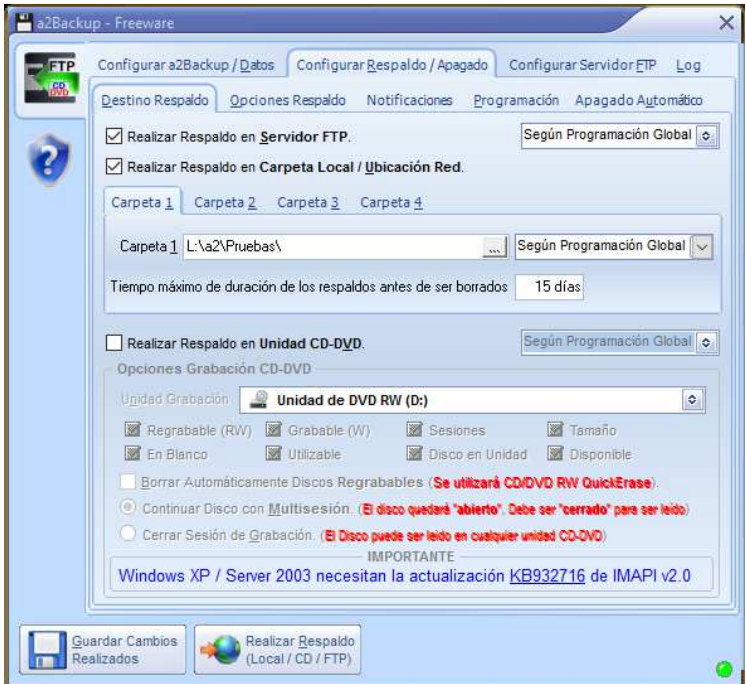 a2Backup - Freeware
FTP
CD
DVD
Configurar a2Backup / Datos
Configurar Respaldo / Apagado
Configurar Servidor FTP
Log
Destino Respaldo
Opciones Respaldo
Notificaciones
Programación
Apagado Automático
Realizar Respaldo en Servidor FTP.
Según Programación Global
Realizar Respaldo en Carpeta Local / Ubicación Red.
Carpeta 1
Carpeta 2
Carpeta 3
Carpeta 4
Carpeta 1
L:\a2\Pruebas\
...
Según Programación Global
Tiempo máximo de duración de los respaldos antes de ser borrados
15 días
Realizar Respaldo en Unidad CD-DVD.
Según Programación Global
Opciones Grabación CD-DVD
Unidad Grabación
Unidad de DVD RW (D:)
Regrabable (RW)
Grabable (W)
Sesiones
Tamaño
En Blanco
Utilizable
Disco en Unidad
Disponible
Borrar Automáticamente Discos Regrabables (Se utilizará CD/DVD RW QuickErase).
Continuar Disco con Multisesión. (El disco quedará "abierto". Debe ser "cerrado" para ser leído)
Cerrar Sesión de Grabación. (El Disco puede ser leído en cualquier unidad CD-DVD)
IMPORTANTE
Windows XP / Server 2003 necesitan la actualización KB932716 de IMAPI v2.0
Guardar Cambios
Realizados
Realizar Respaldo
(Local / CD / FTP)